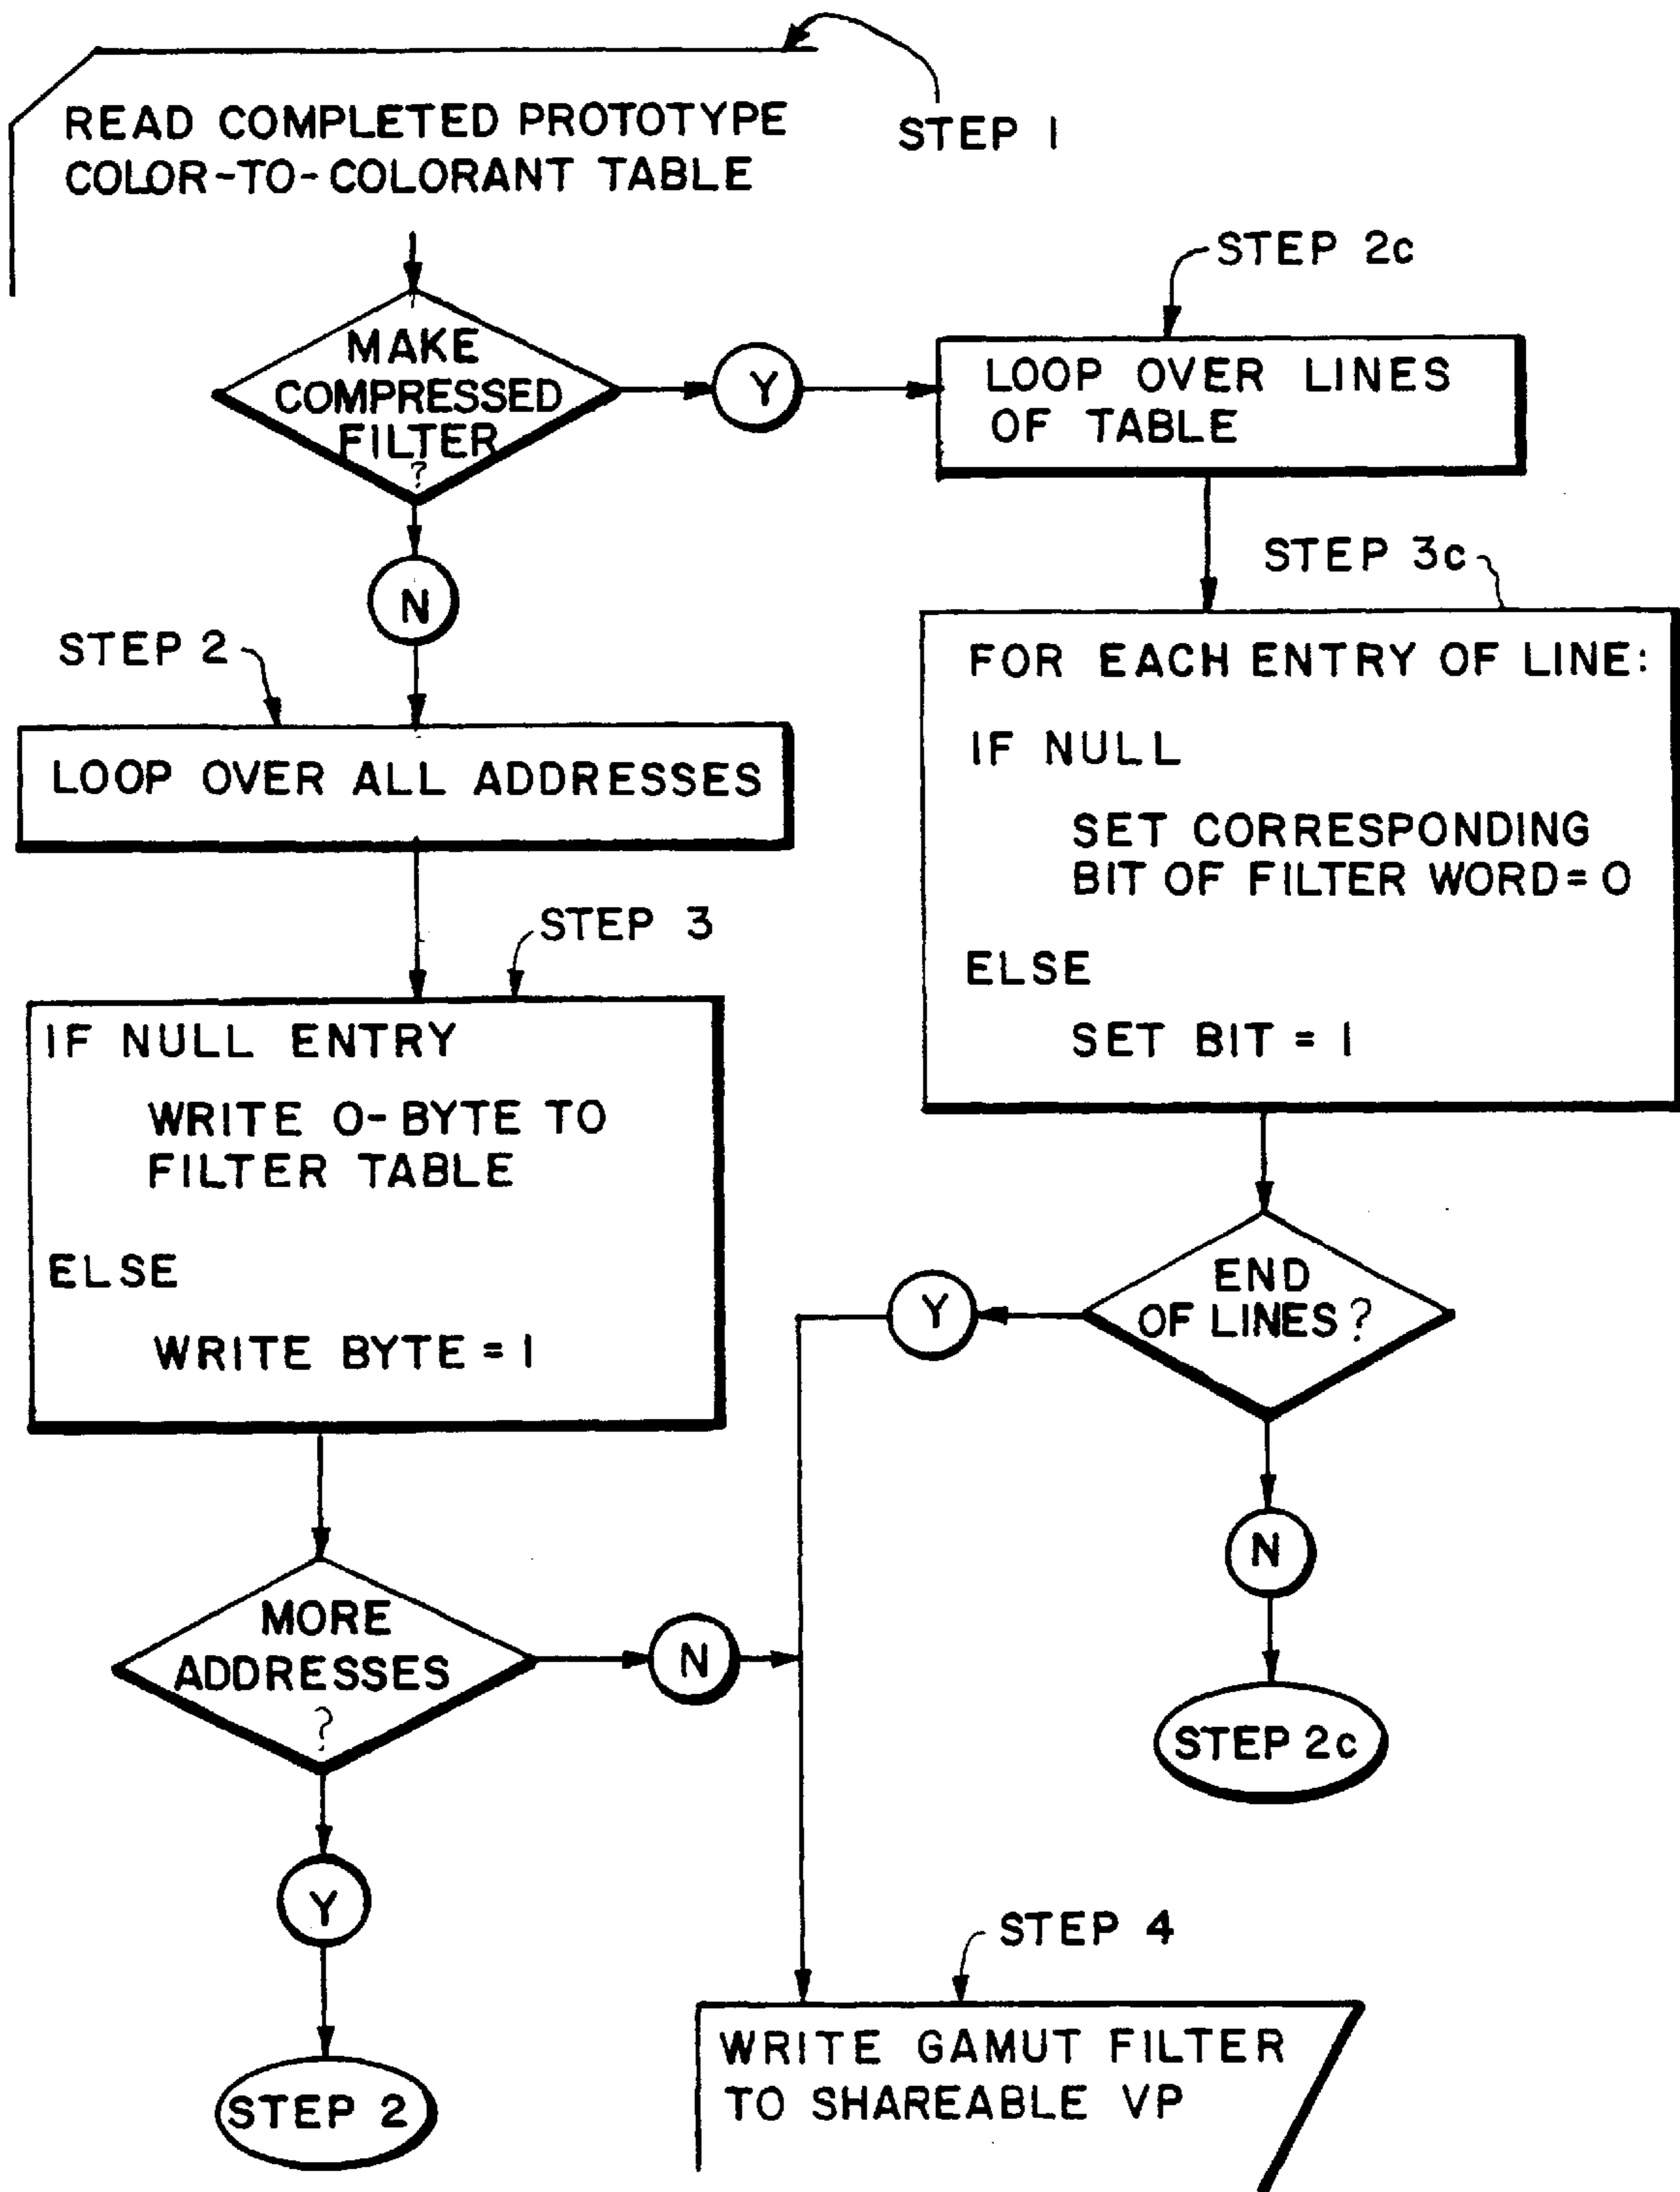 READ COMPLETED PROTOTYPE
COLOR-TO-COLORANT TABLE
STEP 1
MAKE
COMPRESSED
FILTER
?
Y
STEP 2c
LOOP OVER LINES
OF TABLE
N
STEP 2
LOOP OVER ALL ADDRESSES
STEP 3c
FOR EACH ENTRY OF LINE:
IF NULL
SET CORRESPONDING
BIT OF FILTER WORD=0
ELSE
SET BIT = 1
STEP 3
IF NULL ENTRY
WRITE 0-BYTE TO
FILTER TABLE
ELSE
WRITE BYTE = 1
END
OF LINES?
Y
N
STEP 2c
MORE
ADDRESSES
?
N
Y
STEP 2
STEP 4
WRITE GAMUT FILTER
TO SHAREABLE VP